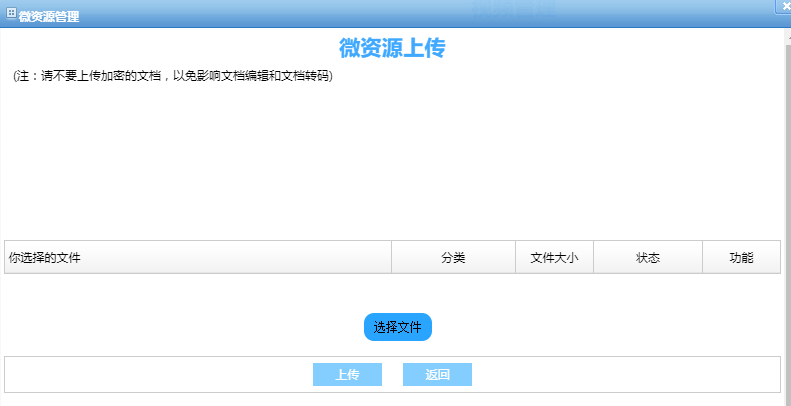 微资源管理
微资源上传
(注：请不要上传加密的文档，以免影响文档编辑和文档转码)
你选择的文件 分类 文件大小 状态 功能
选择文件
上传 返回